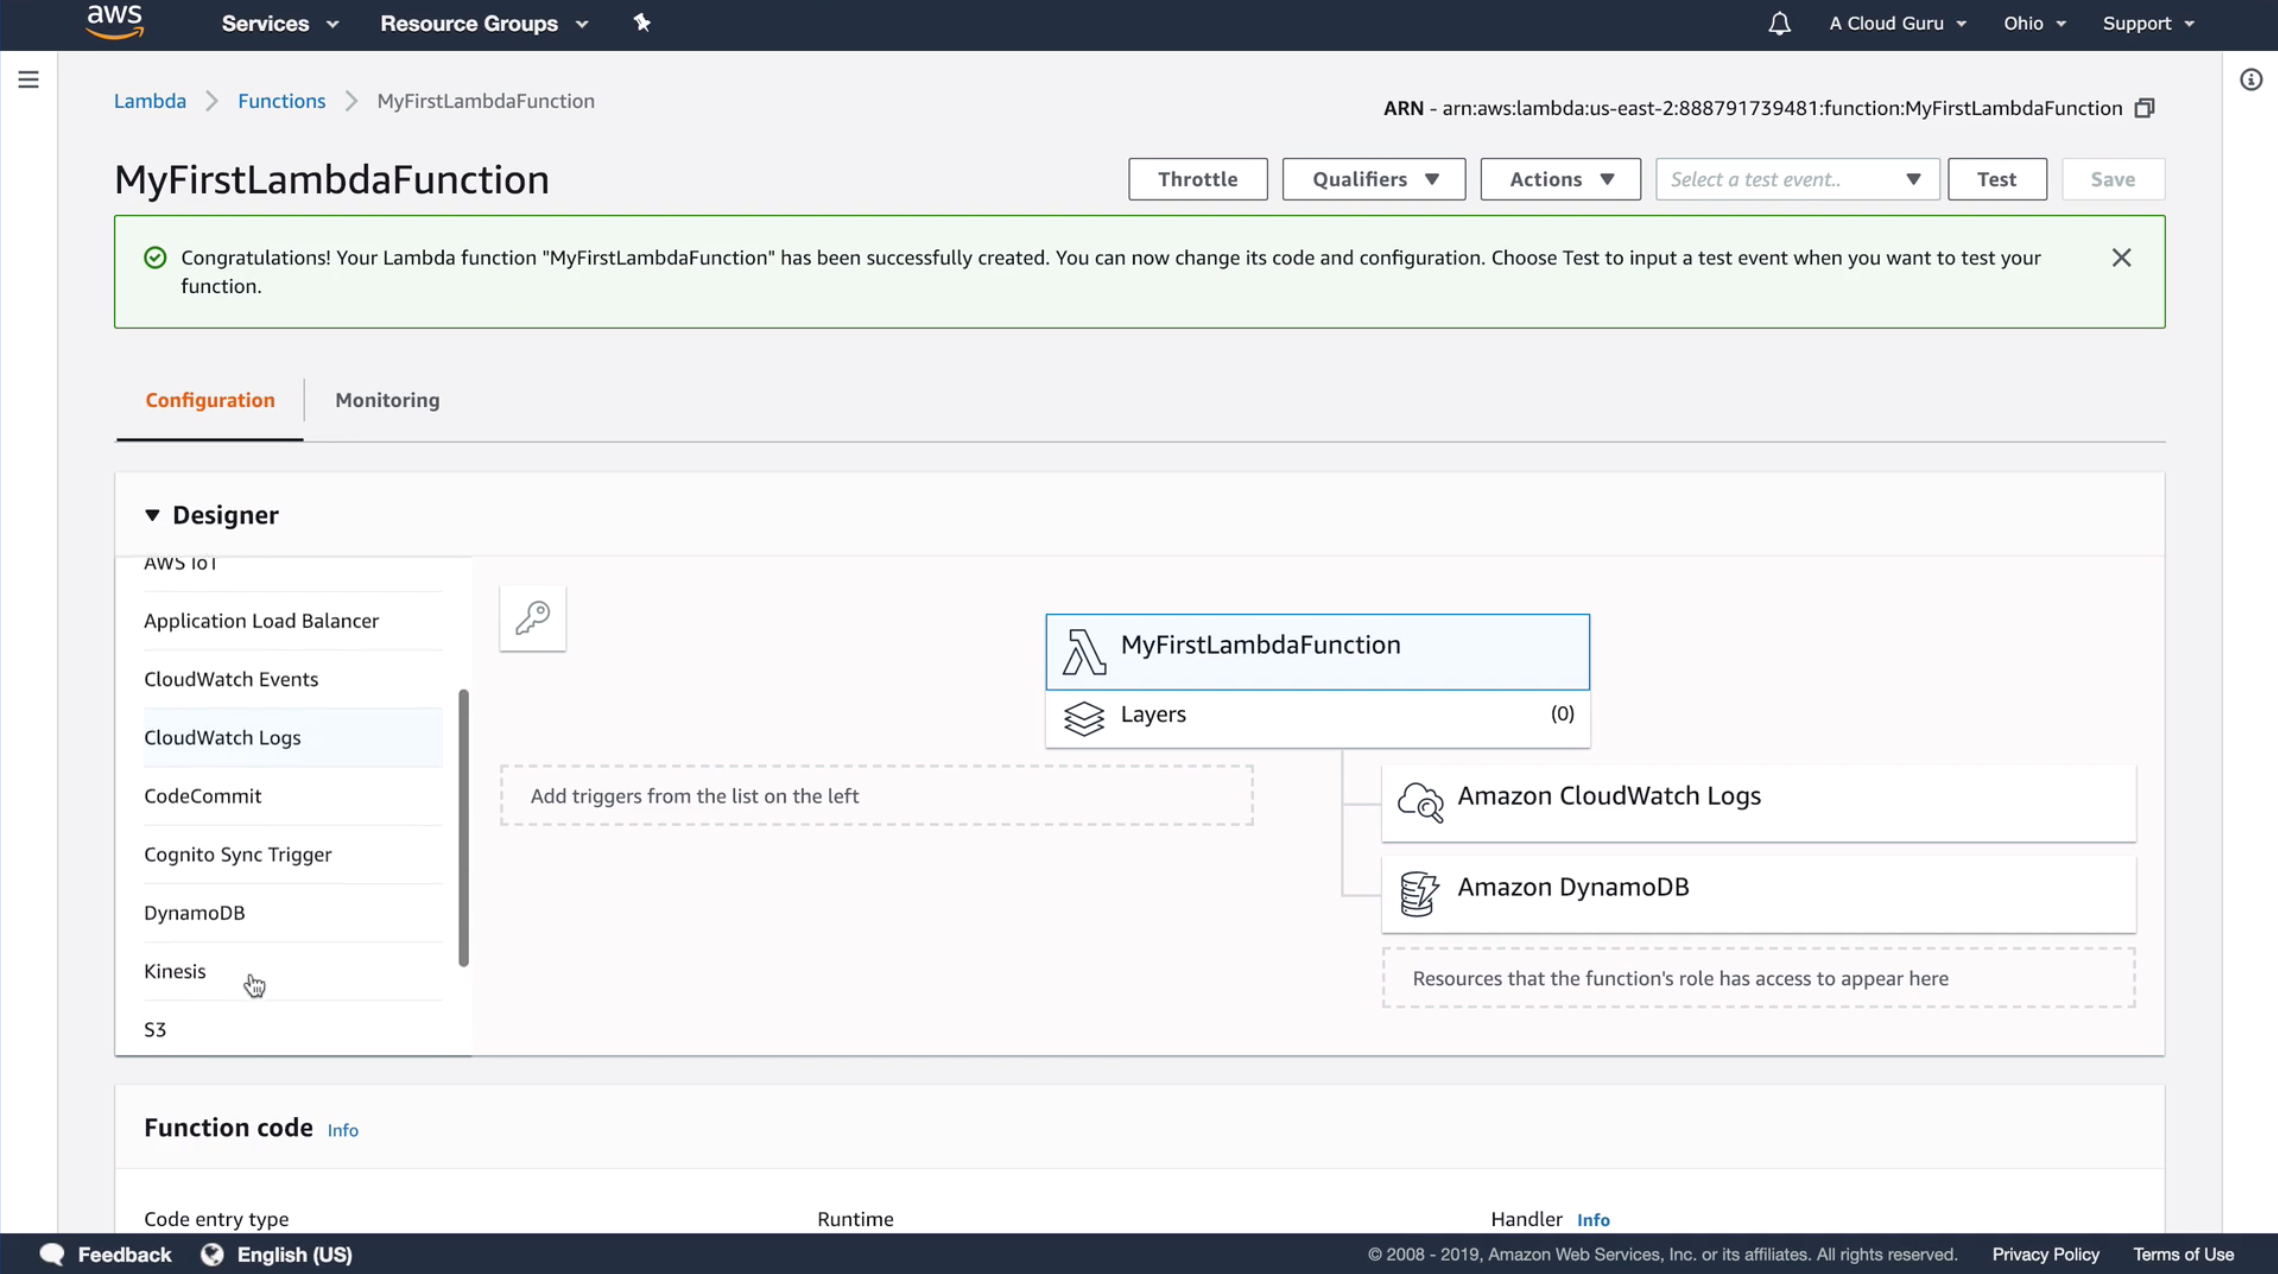 aws
Services
Resource Groups
A Cloud Guru
Ohio
Support
Lambda
Functions
MyFirstLambdaFunction
ARN - arn:aws:lambda:us-east-2:888791739481:function:MyFirstLambdaFunction
MyFirstLambdaFunction
Throttle
Qualifiers
Actions
Select a test event..
Test
Save
Congratulations! Your Lambda function "MyFirstLambdaFunction" has been successfully created. You can now change its code and configuration. Choose Test to input a test event when you want to test your
function.
Configuration
Monitoring
Designer
AWS IoT
Application Load Balancer
CloudWatch Events
CloudWatch Logs
CodeCommit
Cognito Sync Trigger
DynamoDB
Kinesis
S3
MyFirstLambdaFunction
Layers
(0)
Add triggers from the list on the left
Amazon CloudWatch Logs
Amazon DynamoDB
Resources that the function's role has access to appear here
Function code
Info
Code entry type
Runtime
Handler
Info
Feedback
English (US)
© 2008 - 2019, Amazon Web Services, Inc. or its affiliates. All rights reserved.
Privacy Policy
Terms of Use